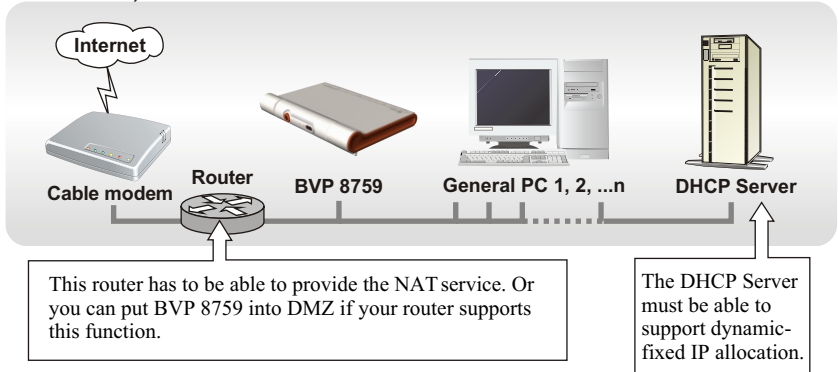 Internet
Cable modem
Router
BVP 8759
General PC 1, 2, ...n
DHCP Server
This router has to be able to provide the NAT service. Or
you can put BVP 8759 into DMZ if your router supports
this function.
The DHCP Server
must be able to
support dynamic-
fixed IP allocation.